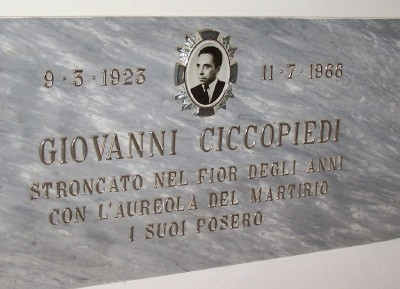 9-3-1923 11-7-1966
GIOVANNI CICCOPIEDI
STRONCATO NEL FIOR DEGLI ANNI
CON L'AUREOLA DEL MARTIRIO
I SUOI POSERO